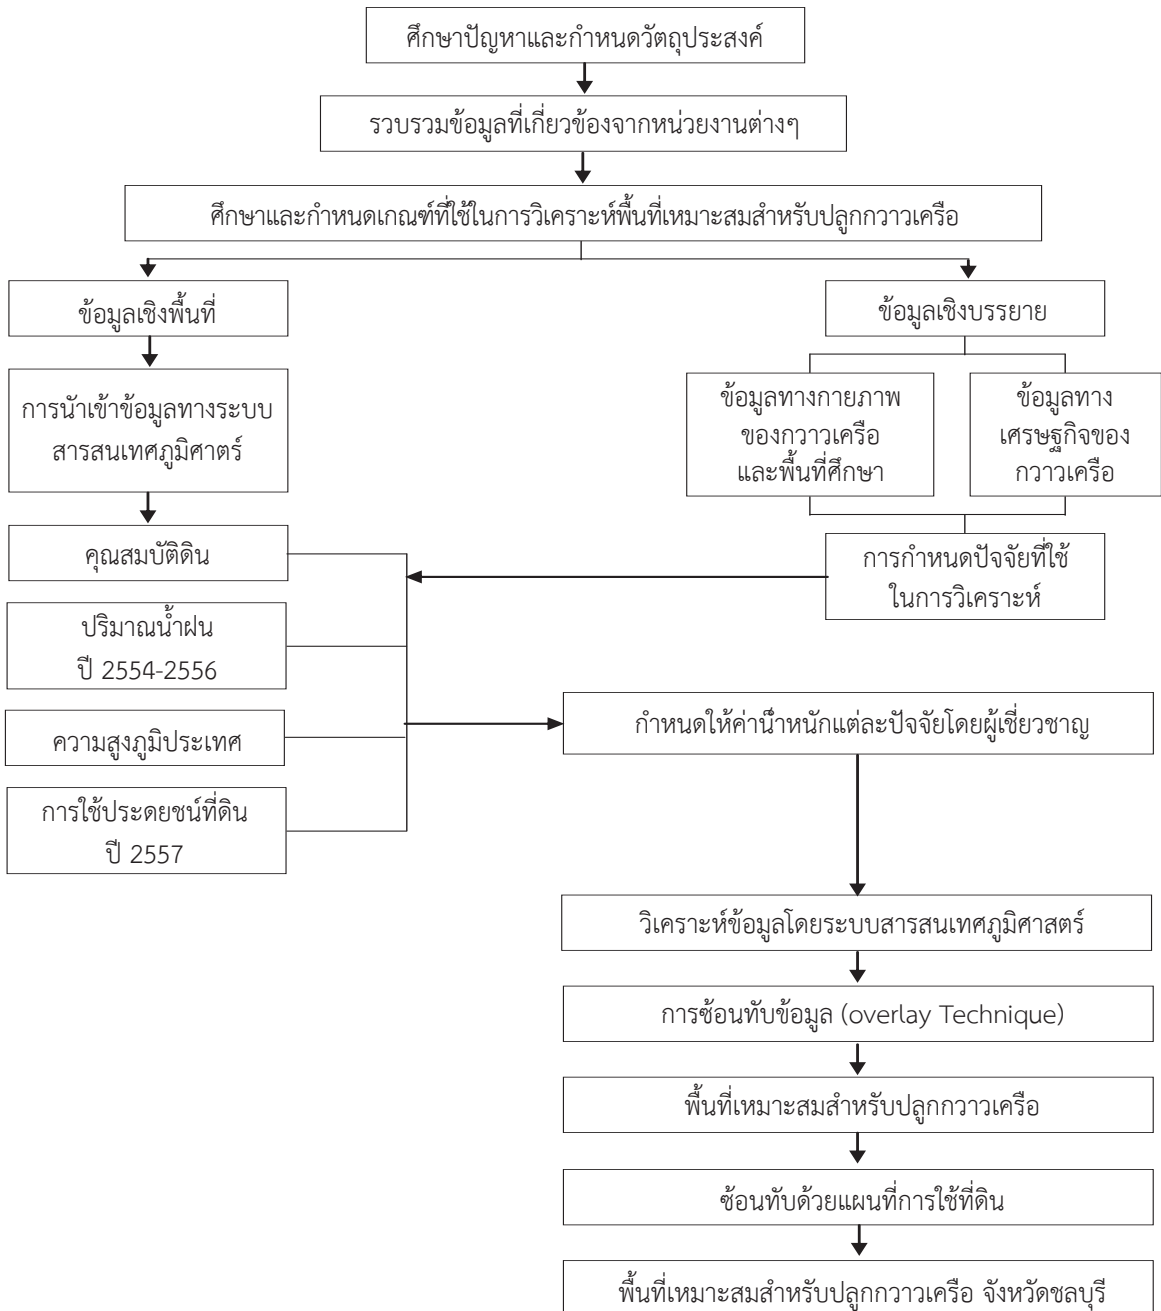 ศึกษาปัญหาและกำหนดวัตถุประสงค์
รวบรวมข้อมูลที่เกี่ยวข้องจากหน่วยงานต่างๆ
ศึกษาและกำหนดเกณฑ์ที่ใช้ในการวิเคราะห์พื้นที่เหมาะสมสำหรับปลูกกวาวเครือ
ข้อมูลเชิงพื้นที่
ข้อมูลเชิงบรรยาย
การนำเข้าข้อมูลทางระบบ
สารสนเทศภูมิศาตร์
ข้อมูลทางกายภาพ
ของกวาวเครือ
และพื้นที่ศึกษา
ข้อมูลทาง
เศรษฐกิจของ
กวาวเครือ
คุณสมบัติดิน
การกำหนดปัจจัยที่ใช้
ในการวิเคราะห์
ปริมาณน้ำฝน
ปี 2554-2556
ความสูงภูมิประเทศ
กำหนดให้ค่าน้ำหนักแต่ละปัจจัยโดยผู้เชี่ยวชาญ
การใช้ประดยชน์ที่ดิน
ปี 2557
วิเคราะห์ข้อมูลโดยระบบสารสนเทศภูมิศาสตร์
การซ้อนทับข้อมูล (overlay Technique)
พื้นที่เหมาะสมสำหรับปลูกกวาวเครือ
ซ้อนทับด้วยแผนที่การใช้ที่ดิน
พื้นที่เหมาะสมสำหรับปลูกกวาวเครือ จังหวัดชลบุรี